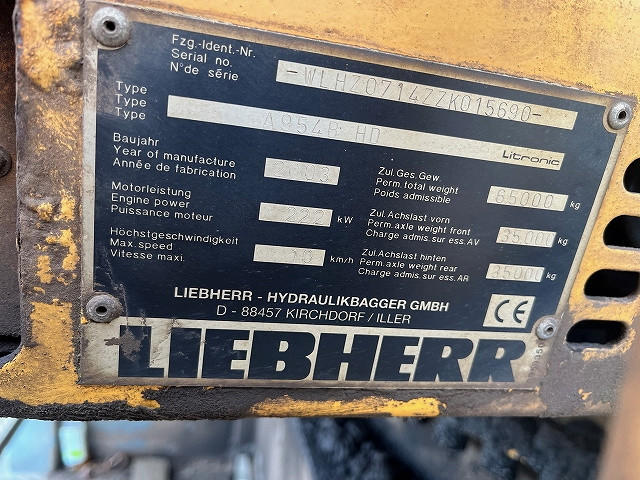 Fzg.-Ident.-Nr.
Serial no.
N° de série
-WLHZ0714ZZK015690-
Type
Type
Type
A954B HD
Litronic
Baujahr
Year of manufacture
Année de fabrication
2003
Motorleistung
Engine power
Puissance moteur
222 kW
Höchstgeschwindigkeit
Max.speed
Vitesse maxi.
10 km/h
Zul.Ges.Gew.
Perm.total weight
Poids admissible
65000 kg
Zul.Achslast vorn
Perm.axle weight front
Charge admis.sur ess.AV
35000 kg
Zul.Achslast hinten
Perm.axle weight rear
Charge admis.sur ess.AR
35000 kg
LIEBHERR - HYDRAULIKBAGGER GMBH
D - 88457 KIRCHDORF/ILLER
CE
LIEBHERR